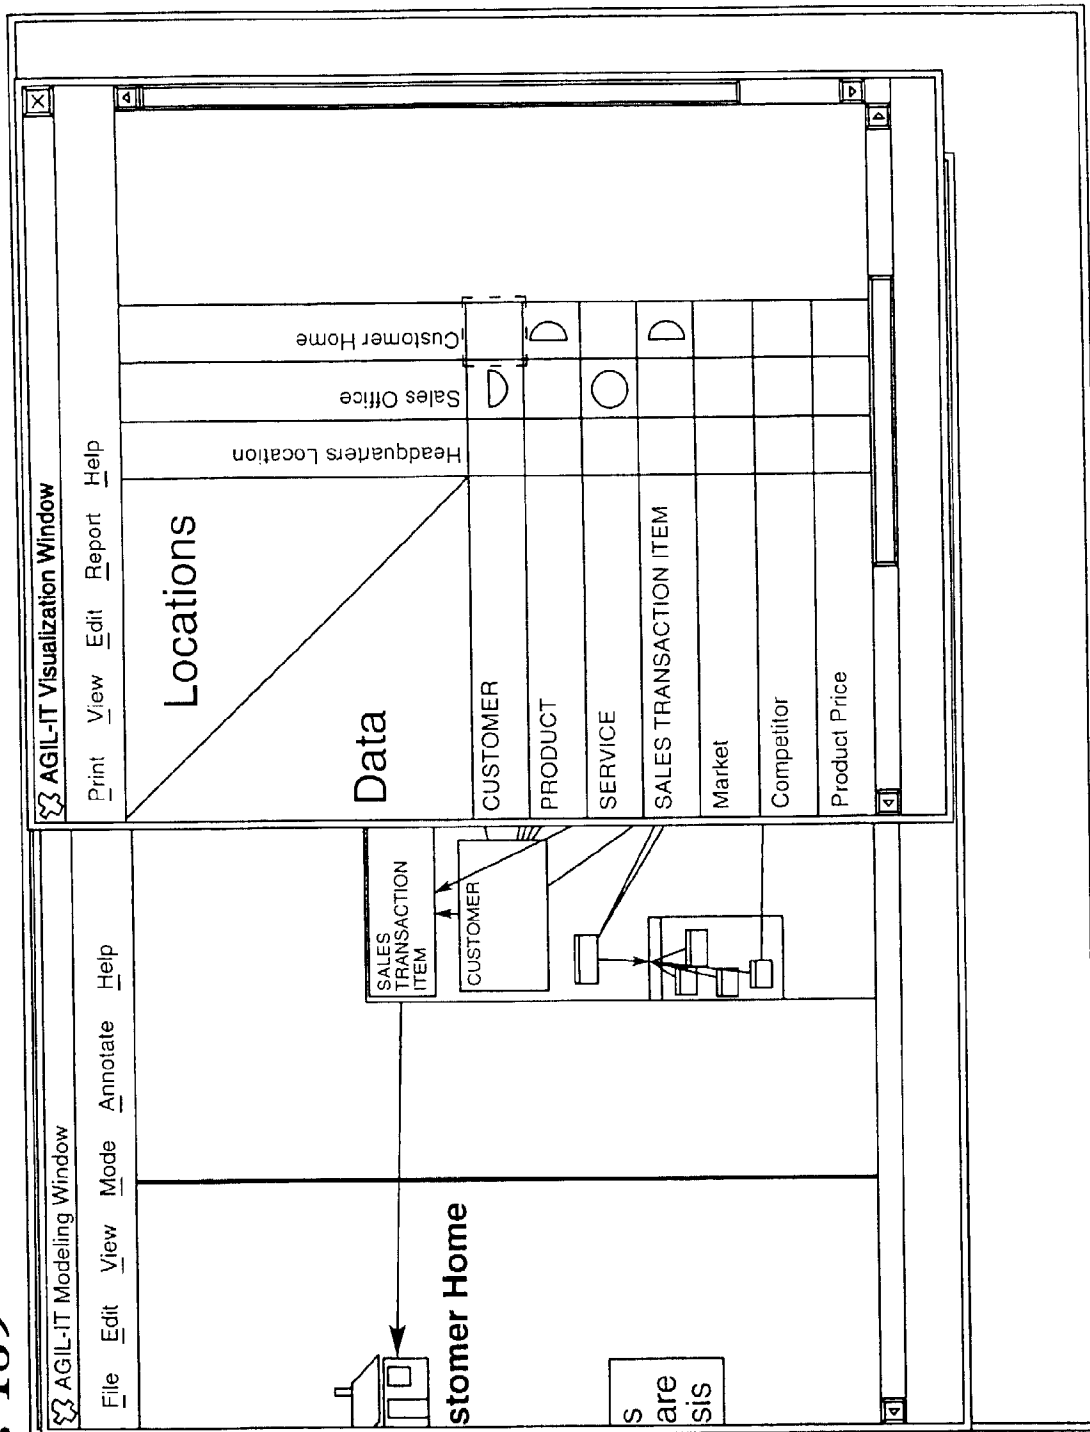 AGIL-IT Modeling Window
File Edit View Mode Annotate Help
stomer Home
s
are
sis
SALES
TRANSACTION
ITEM
CUSTOMER
AGIL-IT Visualization Window
Print View Edit Report Help
Locations
Data
Headquarters Location
Sales Office
Customer Home
CUSTOMER
PRODUCT
SERVICE
SALES TRANSACTION ITEM
Market
Competitor
Product Price